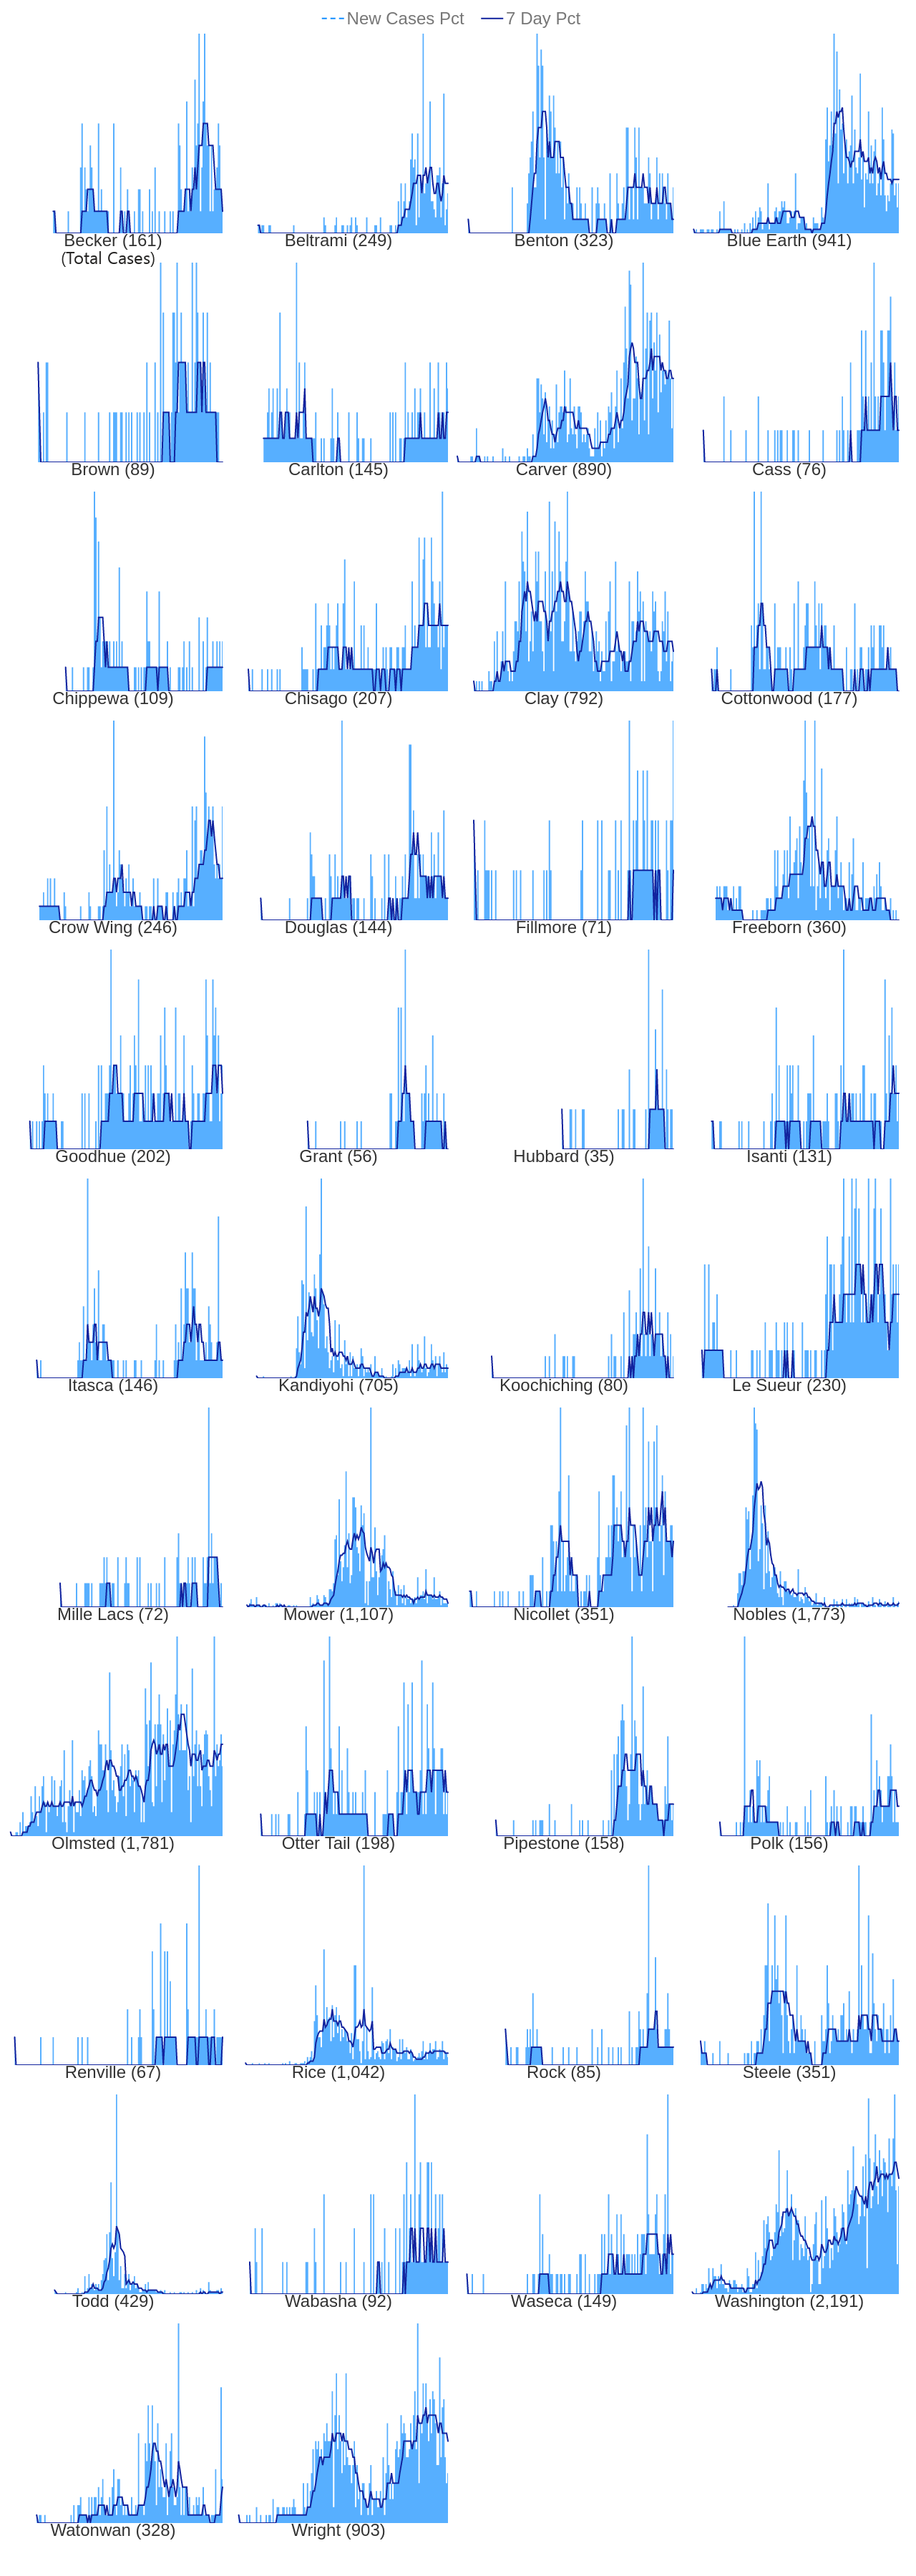 New Cases Pct 7 Day Pct
Becker (161) Beltrami (249) Benton (323) Blue Earth (941)
(Total Cases)
Brown (89) Carlton (145) Carver (890) Cass (76)
Chippewa (109) Chisago (207) Clay (792) Cottonwood (177)
Crow Wing (246) Douglas (144) Fillmore (71) Freeborn (360)
Goodhue (202) Grant (56) Hubbard (35) Isanti (131)
Itasca (146) Kandiyohi (705) Koochiching (80) Le Sueur (230)
Mille Lacs (72) Mower (1,107) Nicollet (351) Nobles (1,773)
Olmsted (1,781) Otter Tail (198) Pipestone (158) Polk (156)
Renville (67) Rice (1,042) Rock (85) Steele (351)
Todd (429) Wabasha (92) Waseca (149) Washington (2,191)
Watonwan (328) Wright (903)